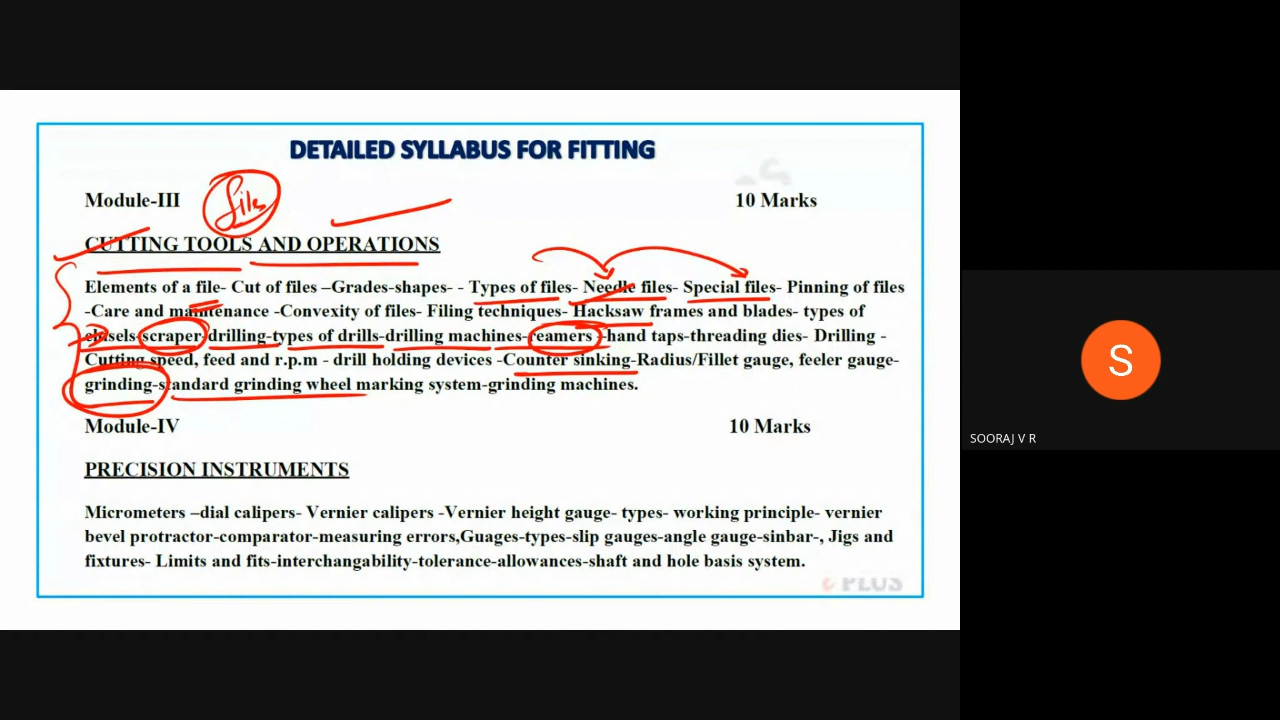 DETAILED SYLLABUS FOR FITTING
Module-III
file
10 Marks
CUTTING TOOLS AND OPERATIONS
Elements of a file- Cut of files –Grades-shapes- - Types of files- Needle files- Special files- Pinning of files
-Care and maintenance -Convexity of files- Filing techniques- Hacksaw frames and blades- types of
chisels-scraper-drilling-types of drills-drilling machines-reamers -hand taps-threading dies- Drilling -
Cutting speed, feed and r.p.m - drill holding devices -Counter sinking-Radius/Fillet gauge, feeler gauge-
grinding-standard grinding wheel marking system-grinding machines.
Module-IV
10 Marks
PRECISION INSTRUMENTS
Micrometers –dial calipers- Vernier calipers -Vernier height gauge- types- working principle- vernier
bevel protractor-comparator-measuring errors,Guages-types-slip gauges-angle gauge-sinbar-, Jigs and
fixtures- Limits and fits-interchangability-tolerance-allowances-shaft and hole basis system.
PLUS
S
SOORAJ V R